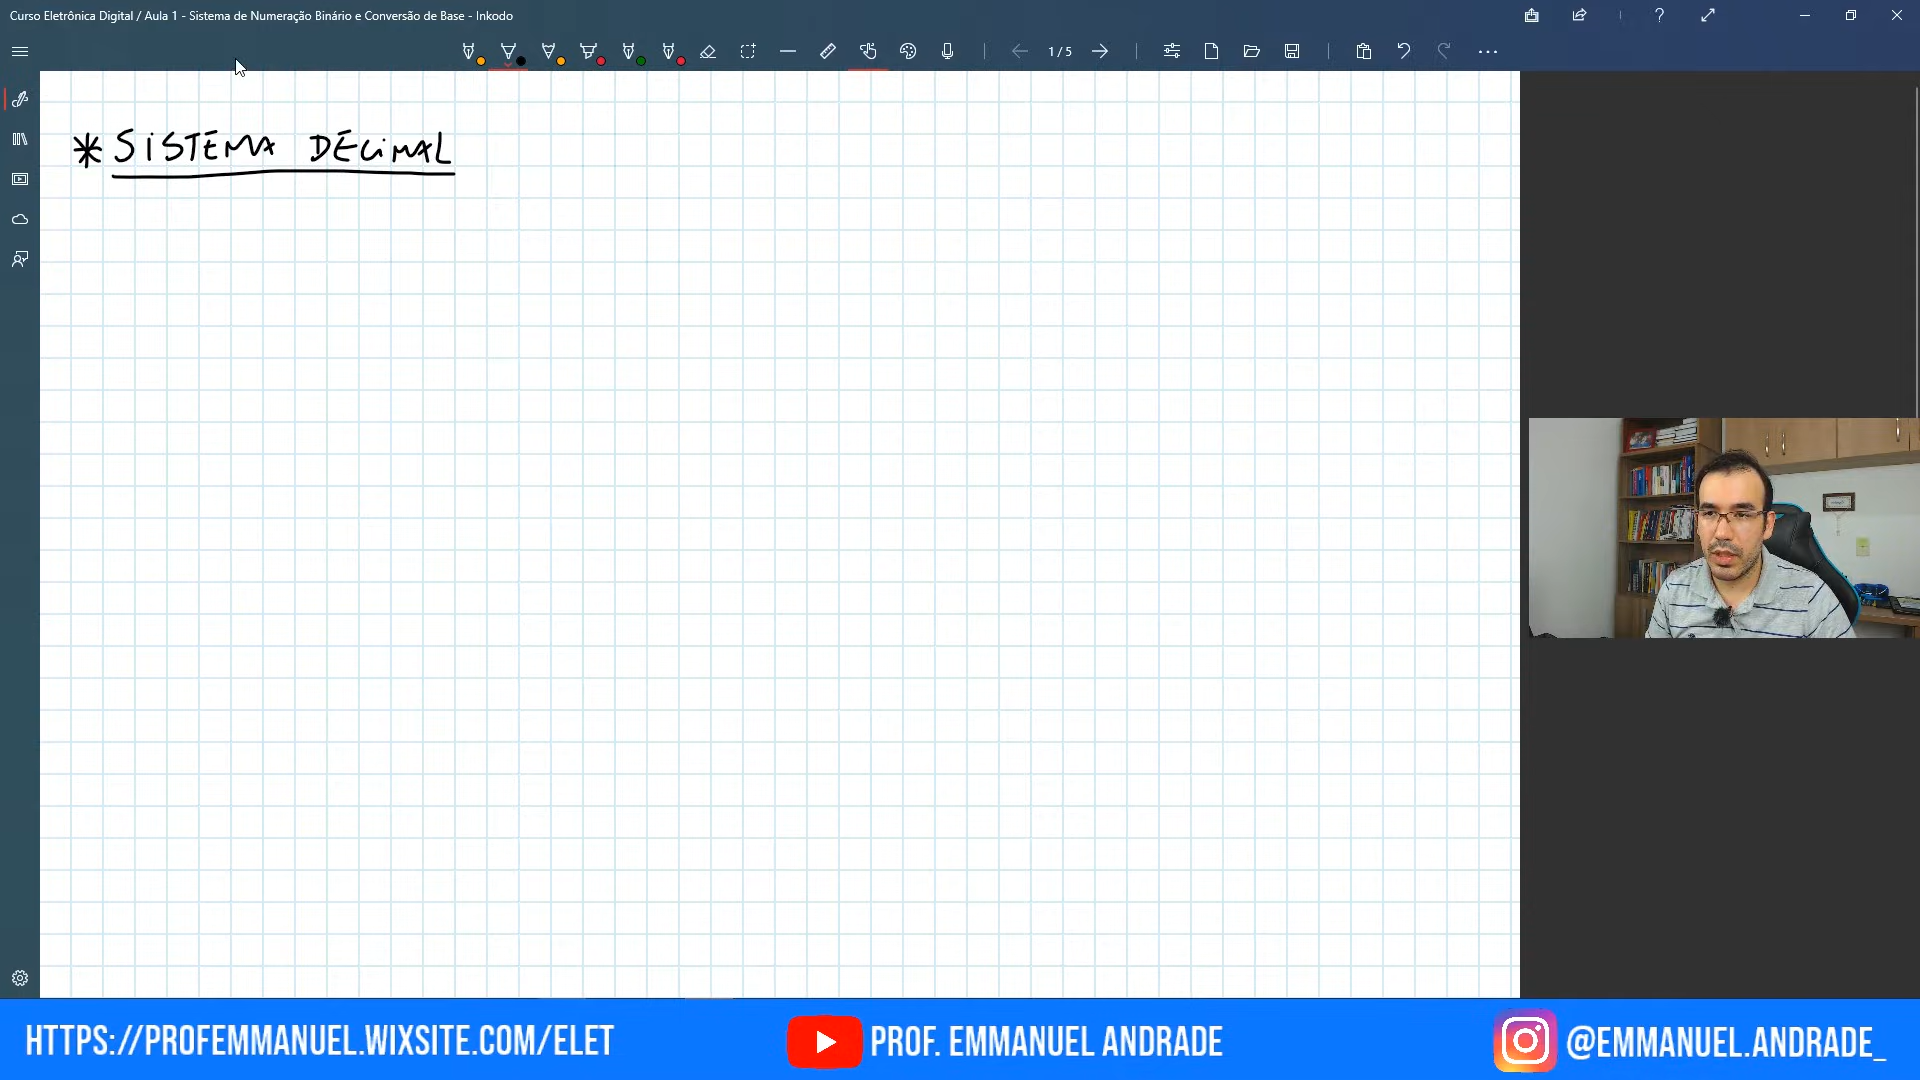 Curso Eletrônica Digital / Aula 1 - Sistema de Numeração Binário e Conversão de Base - Inkodo
1 / 5
* SISTEMA DECIMAL
HTTPS://PROFEMMANUEL.WIXSITE.COM/ELET
PROF. EMMANUEL ANDRADE
@EMMANUEL.ANDRADE_